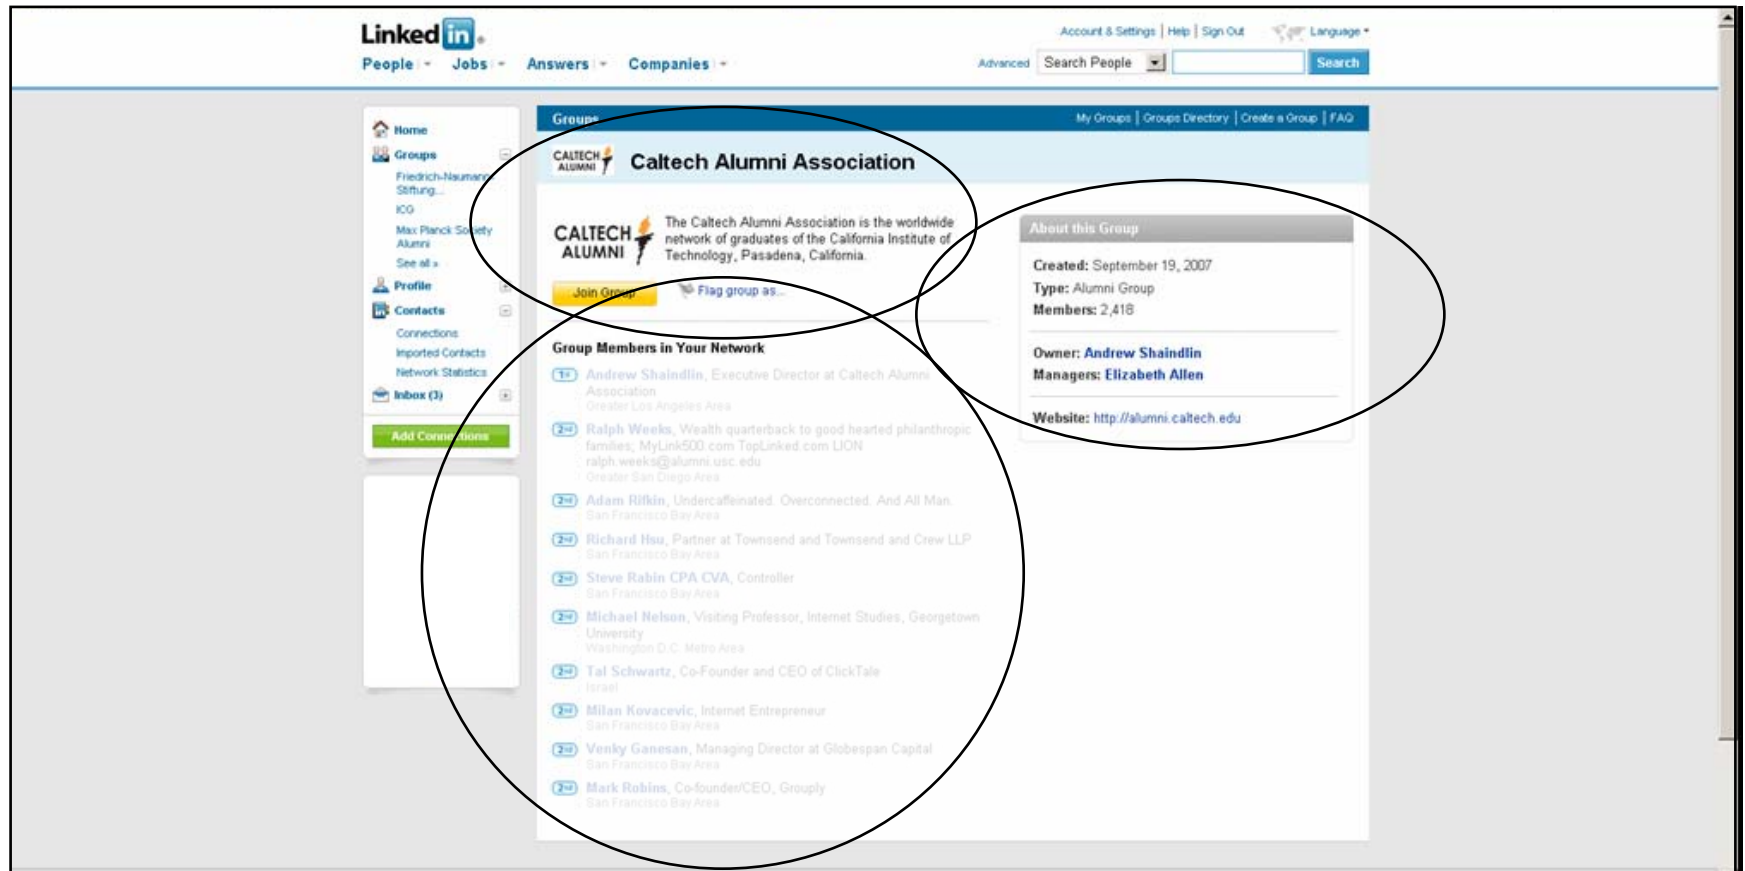 Linked in
Account & Settings | Help | Sign Out Language
People Jobs Answers Companies
Advanced Search People Search
Home
Groups
Friedrich-Naumann-
Stiftung...
ICG
Max Planck Society
Alumni
See all »
Profile
Contacts
Connections
Imported Contacts
Network Statistics
Inbox (3)
Add Connections
Groups
My Groups | Groups Directory | Create a Group | FAQ
CALTECH
ALUMNI
Caltech Alumni Association
CALTECH
ALUMNI
The Caltech Alumni Association is the worldwide
network of graduates of the California Institute of
Technology, Pasadena, California.
Join Group
Flag group as...
Group Members in Your Network
1st Andrew Shaindlin, Executive Director at Caltech Alumni
Association
Greater Los Angeles Area
2nd Ralph Weeks, Wealth quarterback to good hearted philanthropic
families; MyLink500.com TopLinked.com LION
ralph.weeks@alumni.usc.edu
Greater San Diego Area
2nd Adam Rifkin, Undercaffeinated. Overconnected. And All Man.
San Francisco Bay Area
2nd Richard Hsu, Partner at Townsend and Townsend and Crew LLP
San Francisco Bay Area
2nd Steve Rabin CPA CVA, Controller
San Francisco Bay Area
2nd Michael Nelson, Visiting Professor, Internet Studies, Georgetown
University
Washington D.C. Metro Area
2nd Tal Schwartz, Co-Founder and CEO of ClickTale
Israel
2nd Milan Kovacevic, Internet Entrepreneur
San Francisco Bay Area
2nd Venky Ganesan, Managing Director at Globespan Capital
San Francisco Bay Area
2nd Mark Robins, Co-founder/CEO, Grouply
San Francisco Bay Area
About this Group
Created: September 19, 2007
Type: Alumni Group
Members: 2,418
Owner: Andrew Shaindlin
Managers: Elizabeth Allen
Website: http://alumni.caltech.edu